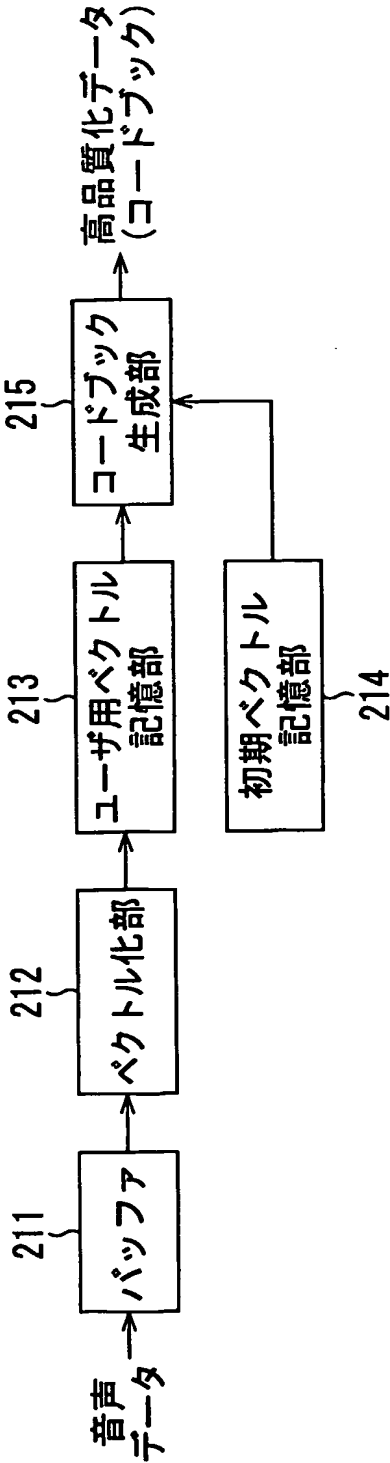 音声
データ
211
バッファ
212
ベクトル化部
213
ユーザ用ベクトル
記憶部
215
コードブック
生成部
高品質化データ
(コードブック)
初期ベクトル
記憶部
214